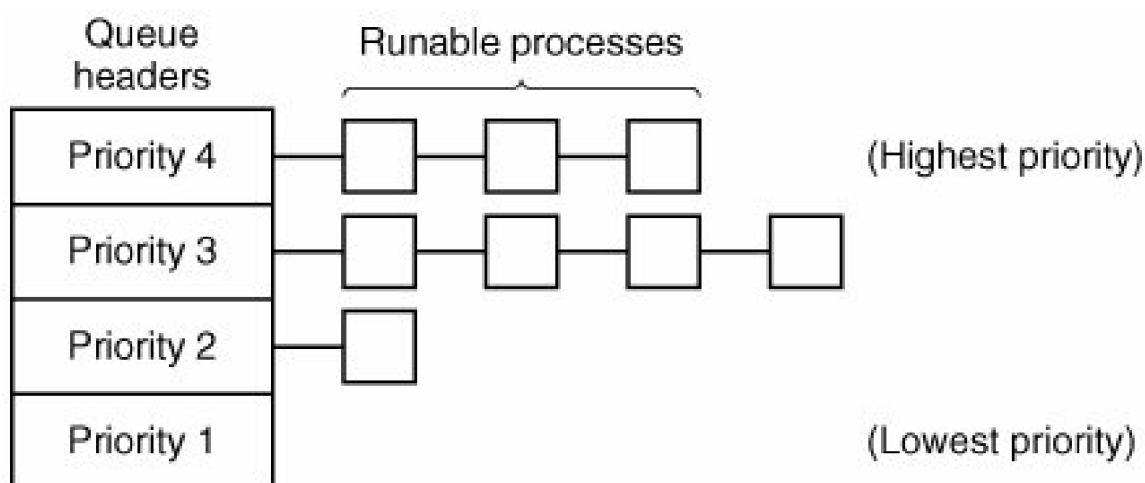 Queue
headers
Runable processes
Priority 4
(Highest priority)
Priority 3
Priority 2
Priority 1
(Lowest priority)